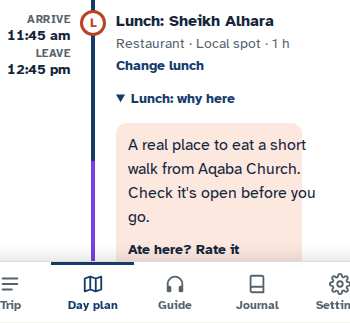 ARRIVE
11:45 am
LEAVE
12:45 pm
L
Lunch: Sheikh Alhara
Restaurant · Local spot · 1 h
Change lunch
▼ Lunch: why here
A real place to eat a short
walk from Aqaba Church.
Check it's open before you
go.
Ate here? Rate it
Trip
Day plan
Guide
Journal
Settin